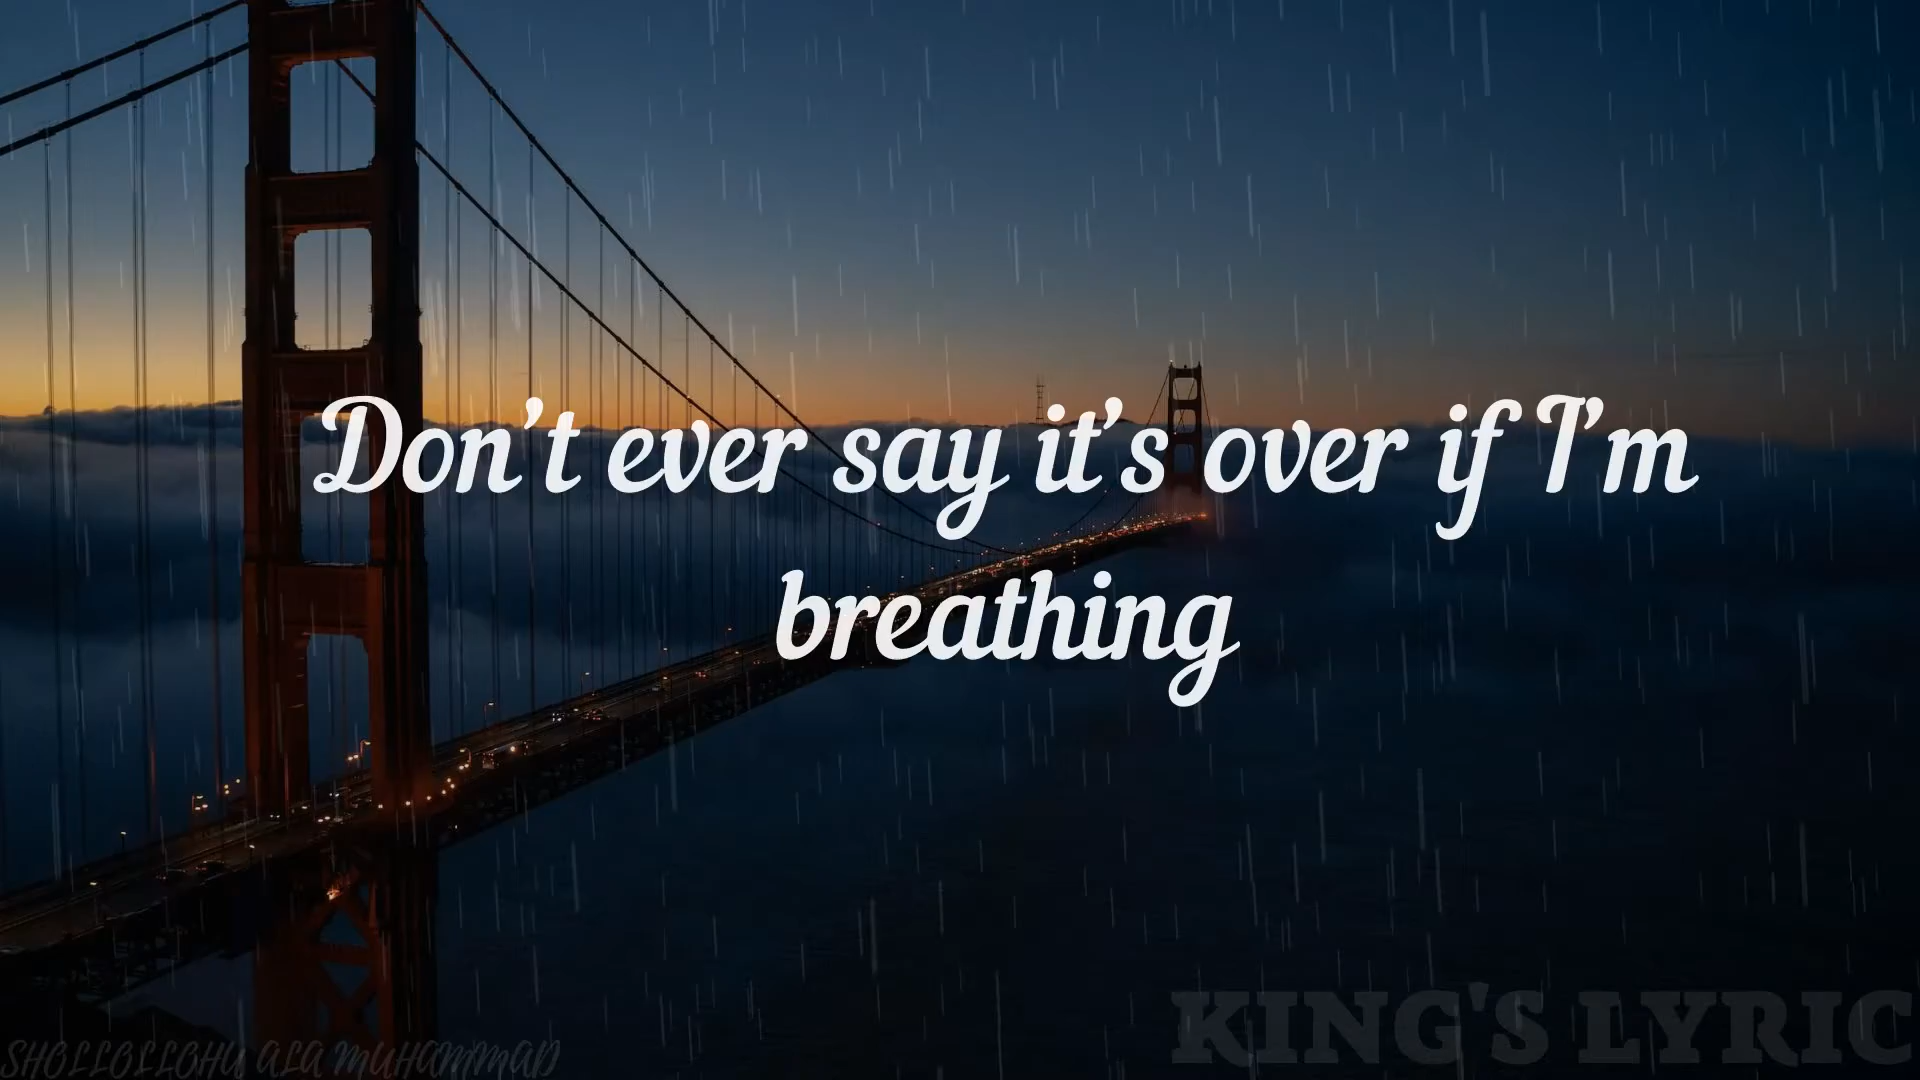 Don't ever say it's over if I'm
breathing
KING'S LYRIC
SHOLLOLLOHU ALA MUHAMMAD